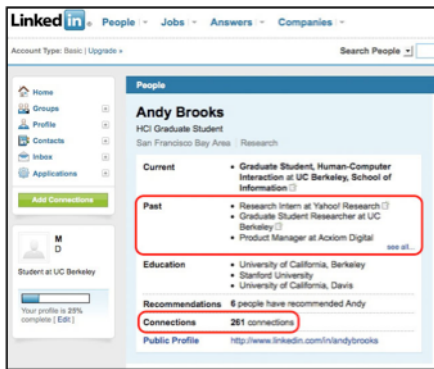 Linked in® People Jobs Answers Companies
Account Type: Basic | Upgrade » Search People
Home
Groups
Profile
Contacts
Inbox
Applications
Add Connections
M
D
Student at UC Berkeley
Your profile is 25%
complete [ Edit ]
People
Andy Brooks
HCI Graduate Student
San Francisco Bay Area | Research
Current • Graduate Student, Human-Computer
Interaction at UC Berkeley, School of
Information
Past • Research Intern at Yahoo! Research
• Graduate Student Researcher at UC
Berkeley
• Product Manager at Acxiom Digital
see all...
Education • University of California, Berkeley
• Stanford University
• University of California, Davis
Recommendations 6 people have recommended Andy
Connections 261 connections
Public Profile http://www.linkedin.com/in/andybrooks